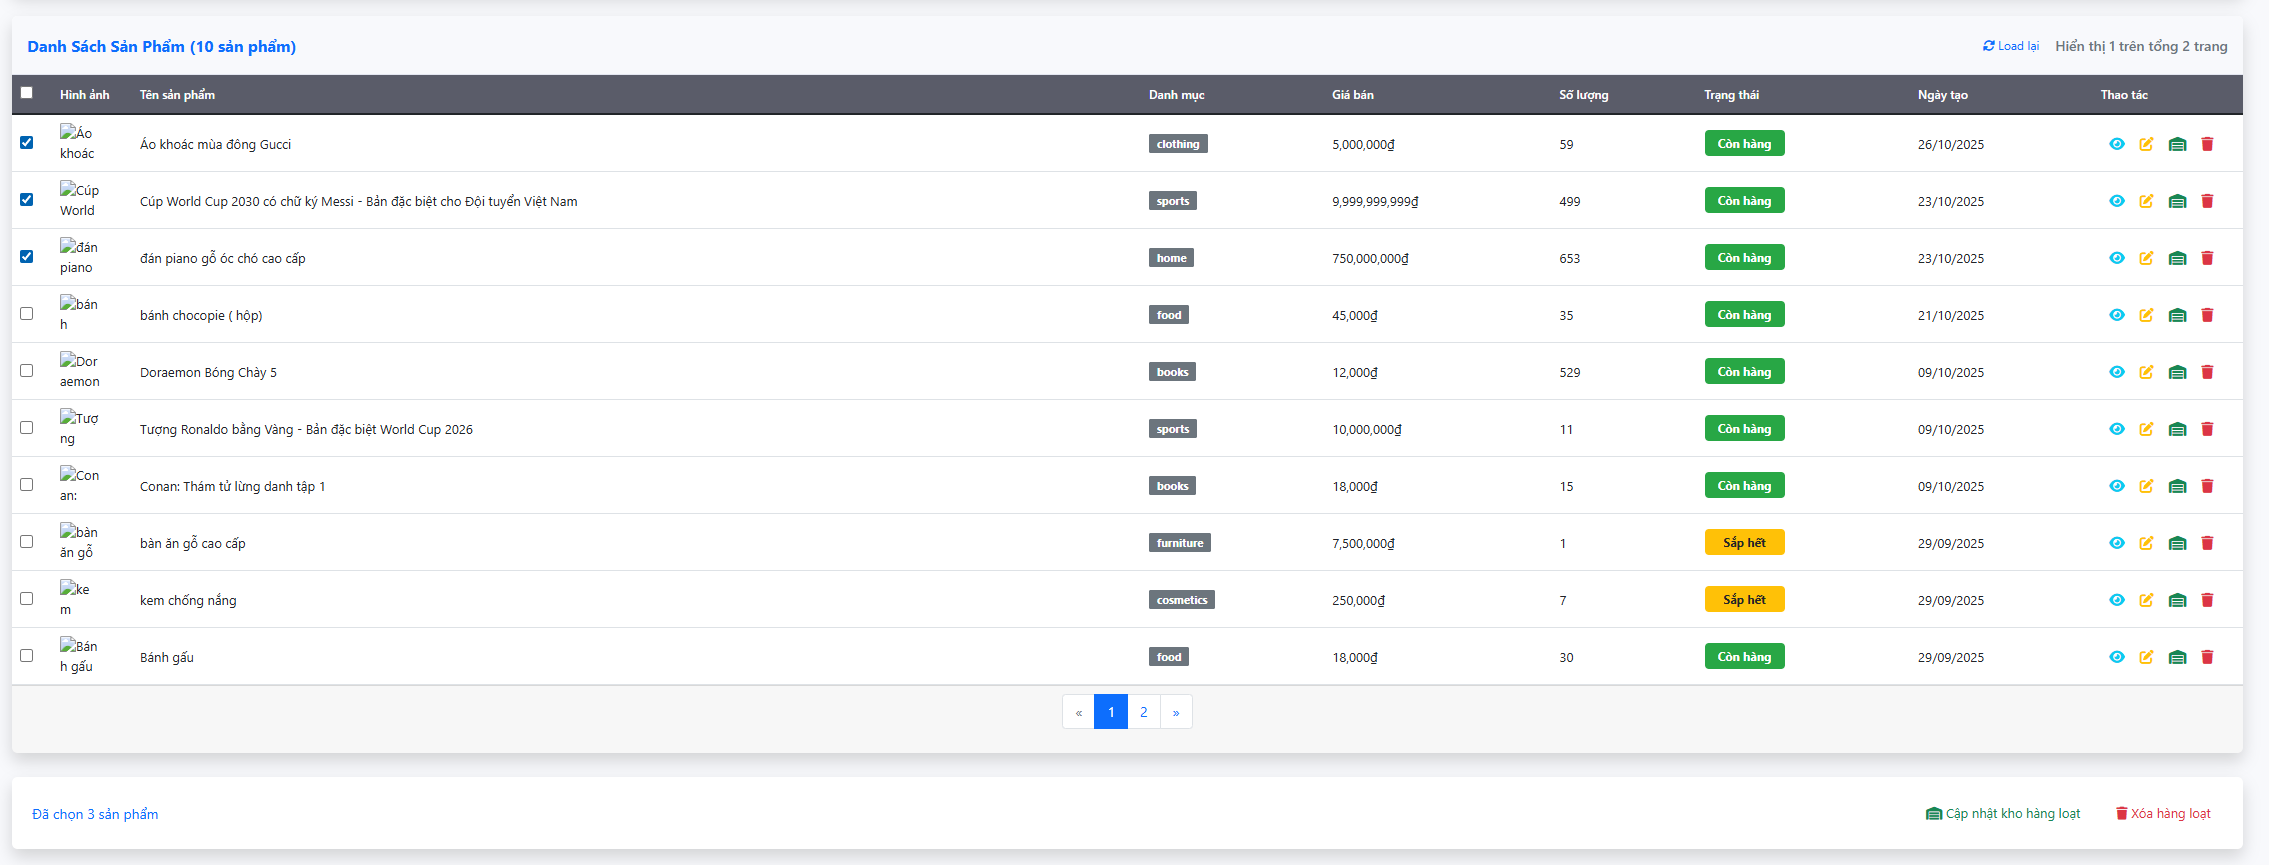 Danh Sách Sản Phẩm (10 sản phẩm)
Load lại Hiển thị 1 trên tổng 2 trang
Hình ảnh Tên sản phẩm Danh mục Giá bán Số lượng Trạng thái Ngày tạo Thao tác
Áo
khoác
Áo khoác mùa đông Gucci clothing 5,000,000₫ 59 Còn hàng 26/10/2025
Cúp
World
Cúp World Cup 2030 có chữ ký Messi - Bản đặc biệt cho Đội tuyển Việt Nam sports 9,999,999,999₫ 499 Còn hàng 23/10/2025
đán
piano
đán piano gỗ óc chó cao cấp home 750,000,000₫ 653 Còn hàng 23/10/2025
bán
h
bánh chocopie ( hộp) food 45,000₫ 35 Còn hàng 21/10/2025
Dor
aemon
Doraemon Bóng Chày 5 books 12,000₫ 529 Còn hàng 09/10/2025
Tượ
ng
Tượng Ronaldo bằng Vàng - Bản đặc biệt World Cup 2026 sports 10,000,000₫ 11 Còn hàng 09/10/2025
Con
an:
Conan: Thám tử lừng danh tập 1 books 18,000₫ 15 Còn hàng 09/10/2025
bàn
ăn gỗ
bàn ăn gỗ cao cấp furniture 7,500,000₫ 1 Sắp hết 29/09/2025
ke
m
kem chống nắng cosmetics 250,000₫ 7 Sắp hết 29/09/2025
Bán
h gấu
Bánh gấu food 18,000₫ 30 Còn hàng 29/09/2025
« 1 2 »
Đã chọn 3 sản phẩm Cập nhật kho hàng loạt Xóa hàng loạt